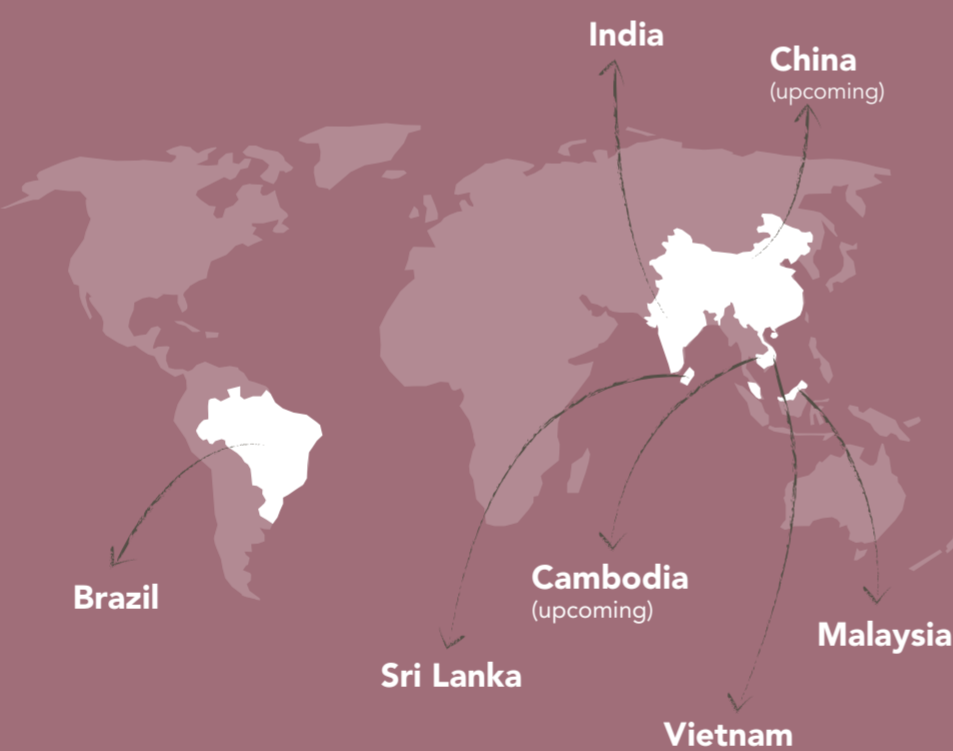 India
China
(upcoming)
Brazil
Cambodia
(upcoming)
Malaysia
Sri Lanka
Vietnam